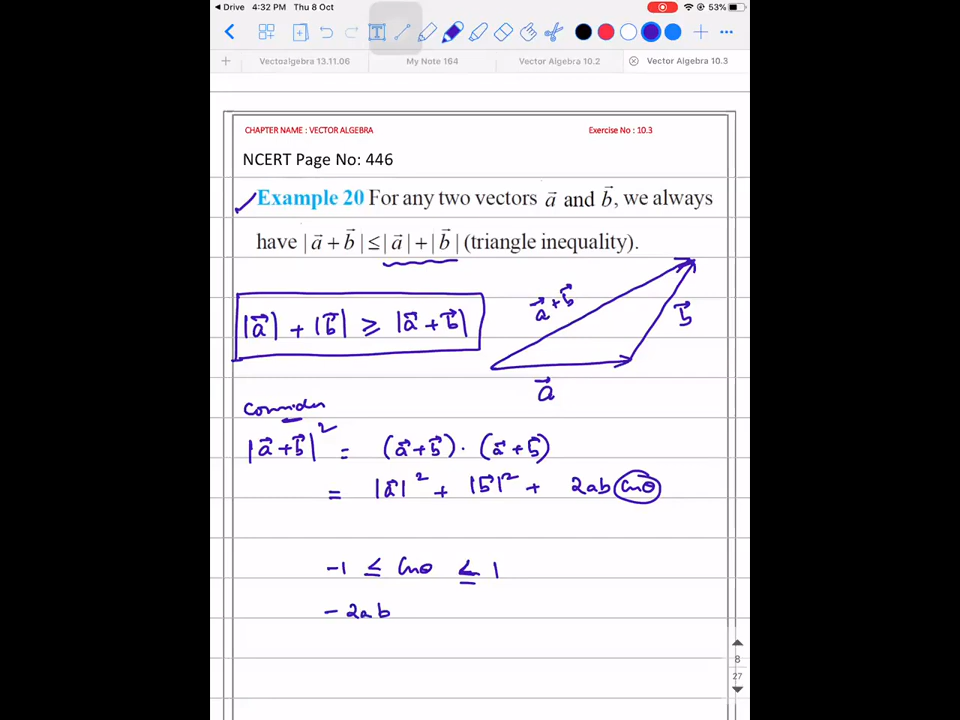 Drive 4:32 PM Thu 8 Oct 53%
T
Vectoalgebra 13.11.06 My Note 164 Vector Algebra 10.2 Vector Algebra 10.3
CHAPTER NAME : VECTOR ALGEBRA Exercise No : 10.3
NCERT Page No: 446
Example 20 For any two vectors a⃗ and b⃗, we always
have |a⃗ + b⃗| ≤ |a⃗| + |b⃗| (triangle inequality).
|a⃗| + |b⃗| ≥ |a⃗ + b⃗|
a⃗ + b⃗
b⃗
a⃗
Consider
|a⃗ + b⃗|² = (a⃗ + b⃗) · (a⃗ + b⃗)
= |a⃗|² + |b⃗|² + 2ab cosθ
-1 ≤ cosθ ≤ 1
- 2ab
8
27